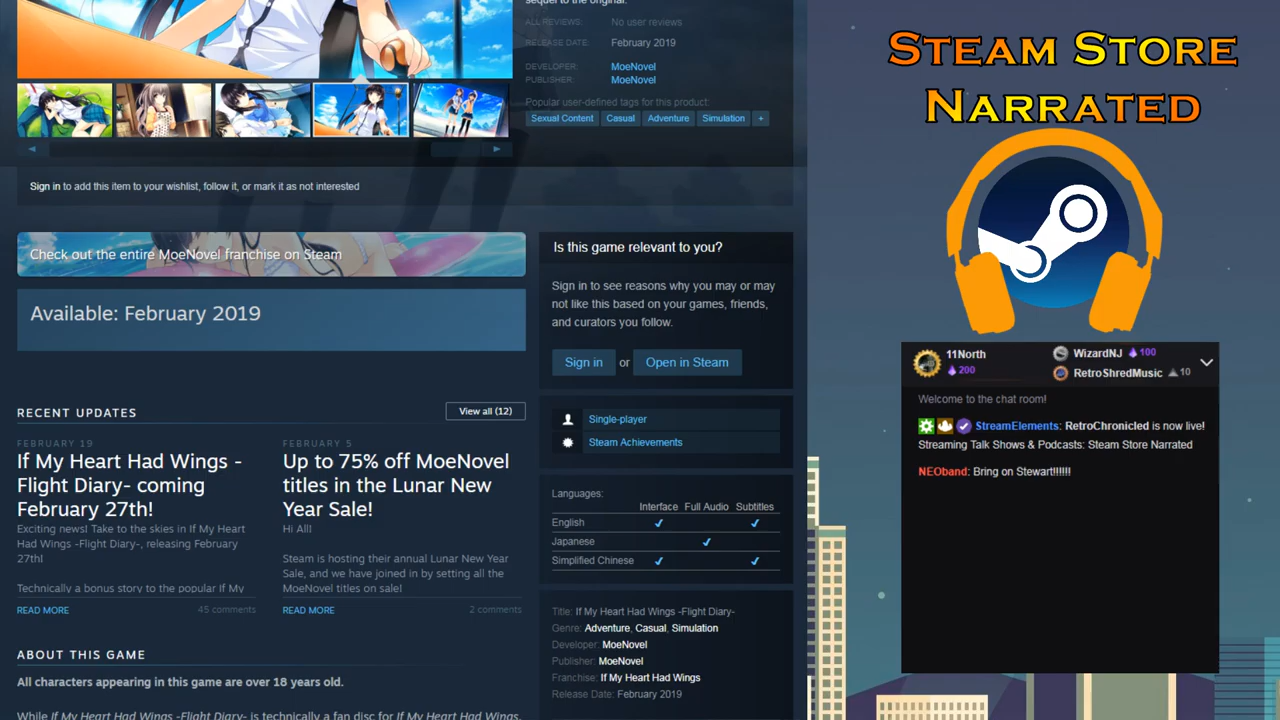 sequel to the original.
ALL REVIEWS: No user reviews
RELEASE DATE: February 2019
DEVELOPER: MoeNovel
PUBLISHER: MoeNovel
Popular user-defined tags for this product:
Sexual Content Casual Adventure Simulation +
Sign in to add this item to your wishlist, follow it, or mark it as not interested
Check out the entire MoeNovel franchise on Steam
Available: February 2019
RECENT UPDATES
View all (12)
FEBRUARY 19
If My Heart Had Wings -
Flight Diary- coming
February 27th!
Exciting news! Take to the skies in If My Heart
Had Wings -Flight Diary-, releasing February
27th!
Technically a bonus story to the popular If My
READ MORE 45 comments
FEBRUARY 5
Up to 75% off MoeNovel
titles in the Lunar New
Year Sale!
Hi All!
Steam is hosting their annual Lunar New Year
Sale, and we have joined in by setting all the
MoeNovel titles on sale!
READ MORE 2 comments
ABOUT THIS GAME
All characters appearing in this game are over 18 years old.
While If My Heart Had Wings -Flight Diary- is technically a fan disc for If My Heart Had Wings,
Is this game relevant to you?
Sign in to see reasons why you may or may
not like this based on your games, friends,
and curators you follow.
Sign in or Open in Steam
Single-player
Steam Achievements
Languages:
Interface Full Audio Subtitles
English ✔ ✔
Japanese ✔
Simplified Chinese ✔ ✔
Title: If My Heart Had Wings -Flight Diary-
Genre: Adventure, Casual, Simulation
Developer: MoeNovel
Publisher: MoeNovel
Franchise: If My Heart Had Wings
Release Date: February 2019
STEAM STORE
NARRATED
11North
200
WizardNJ 100
RetroShredMusic 10
Welcome to the chat room!
StreamElements: RetroChronicled is now live!
Streaming Talk Shows & Podcasts: Steam Store Narrated
NEOband: Bring on Stewart!!!!!!